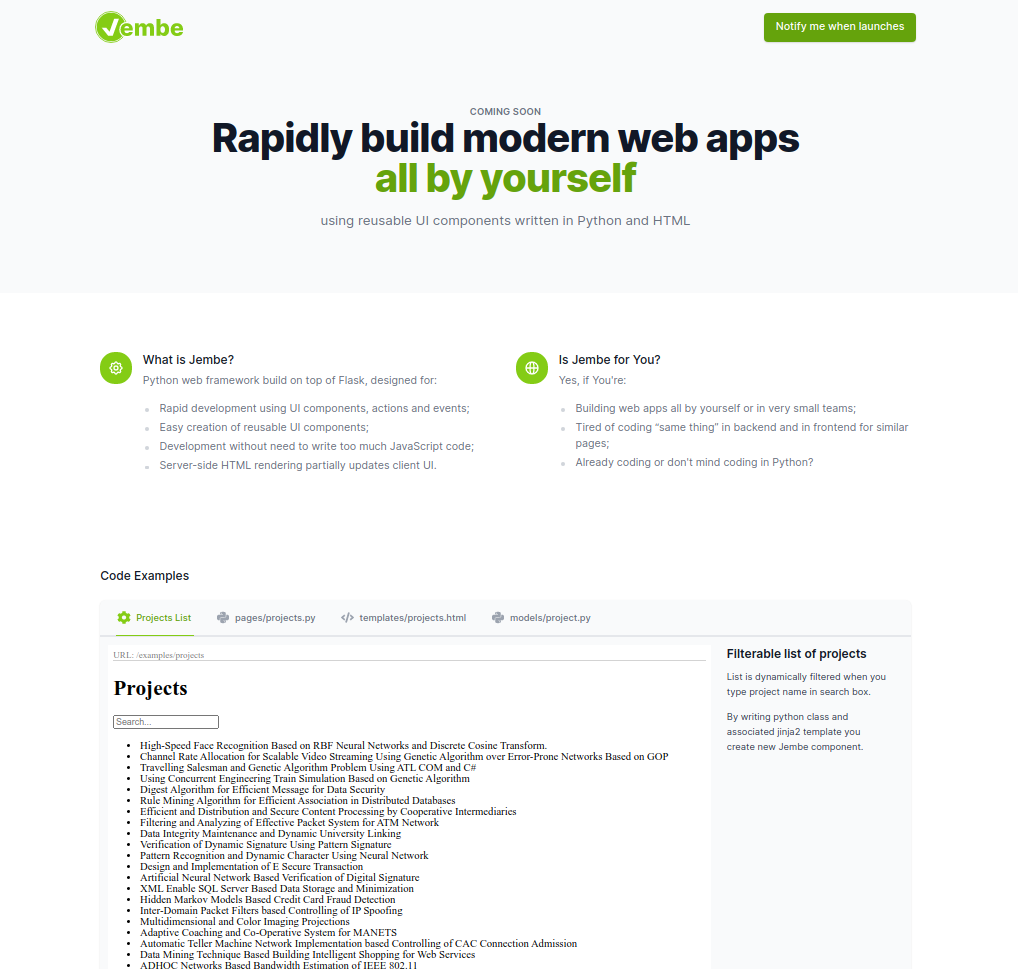 Jembe
Notify me when launches
COMING SOON
Rapidly build modern web apps
all by yourself
using reusable UI components written in Python and HTML
What is Jembe?
Python web framework build on top of Flask, designed for:
Rapid development using UI components, actions and events;
Easy creation of reusable UI components;
Development without need to write too much JavaScript code;
Server-side HTML rendering partially updates client UI.
Is Jembe for You?
Yes, if You're:
Building web apps all by yourself or in very small teams;
Tired of coding “same thing” in backend and in frontend for similar
pages;
Already coding or don't mind coding in Python?
Code Examples
Projects List
pages/projects.py
templates/projects.html
models/project.py
URL: /examples/projects
Projects
Search...
High-Speed Face Recognition Based on RBF Neural Networks and Discrete Cosine Transform.
Channel Rate Allocation for Scalable Video Streaming Using Genetic Algorithm over Error-Prone Networks Based on GOP
Travelling Salesman and Genetic Algorithm Problem Using ATL COM and C#
Using Concurrent Engineering Train Simulation Based on Genetic Algorithm
Digest Algorithm for Efficient Message for Data Security
Rule Mining Algorithm for Efficient Association in Distributed Databases
Efficient and Distribution and Secure Content Processing by Cooperative Intermediaries
Filtering and Analyzing of Effective Packet System for ATM Network
Data Integrity Maintenance and Dynamic University Linking
Verification of Dynamic Signature Using Pattern Signature
Pattern Recognition and Dynamic Character Using Neural Network
Design and Implementation of E Secure Transaction
Artificial Neural Network Based Verification of Digital Signature
XML Enable SQL Server Based Data Storage and Minimization
Hidden Markov Models Based Credit Card Fraud Detection
Inter-Domain Packet Filters based Controlling of IP Spoofing
Multidimensional and Color Imaging Projections
Adaptive Coaching and Co-Operative System for MANETS
Automatic Teller Machine Network Implementation based Controlling of CAC Connection Admission
Data Mining Technique Based Building Intelligent Shopping for Web Services
ADHOC Networks Based Bandwidth Estimation of IEEE 802.11
Filterable list of projects
List is dynamically filtered when you
type project name in search box.
By writing python class and
associated jinja2 template you
create new Jembe component.